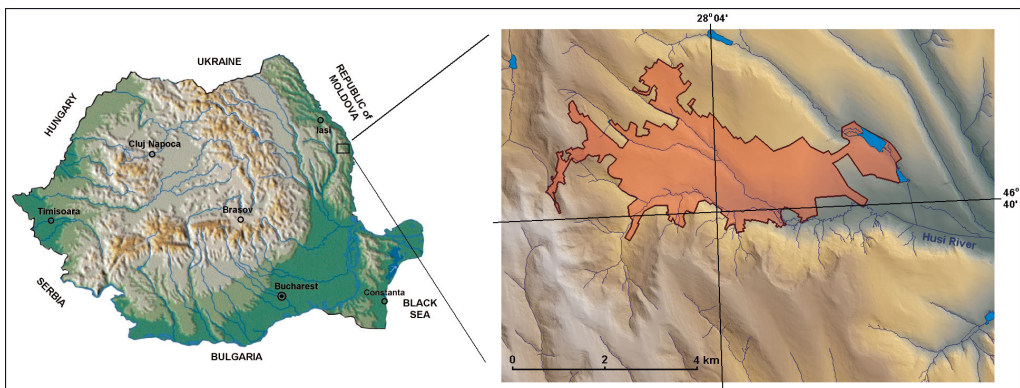 28°04'
UKRAINE
REPUBLIC of
MOLDOVA
HUNGARY
Iasi
Cluj Napoca
Timisoara
Brasov
46°
40'
Husi River
SERBIA
Bucharest
Constanta
BLACK
SEA
BULGARIA
0 2 4 km